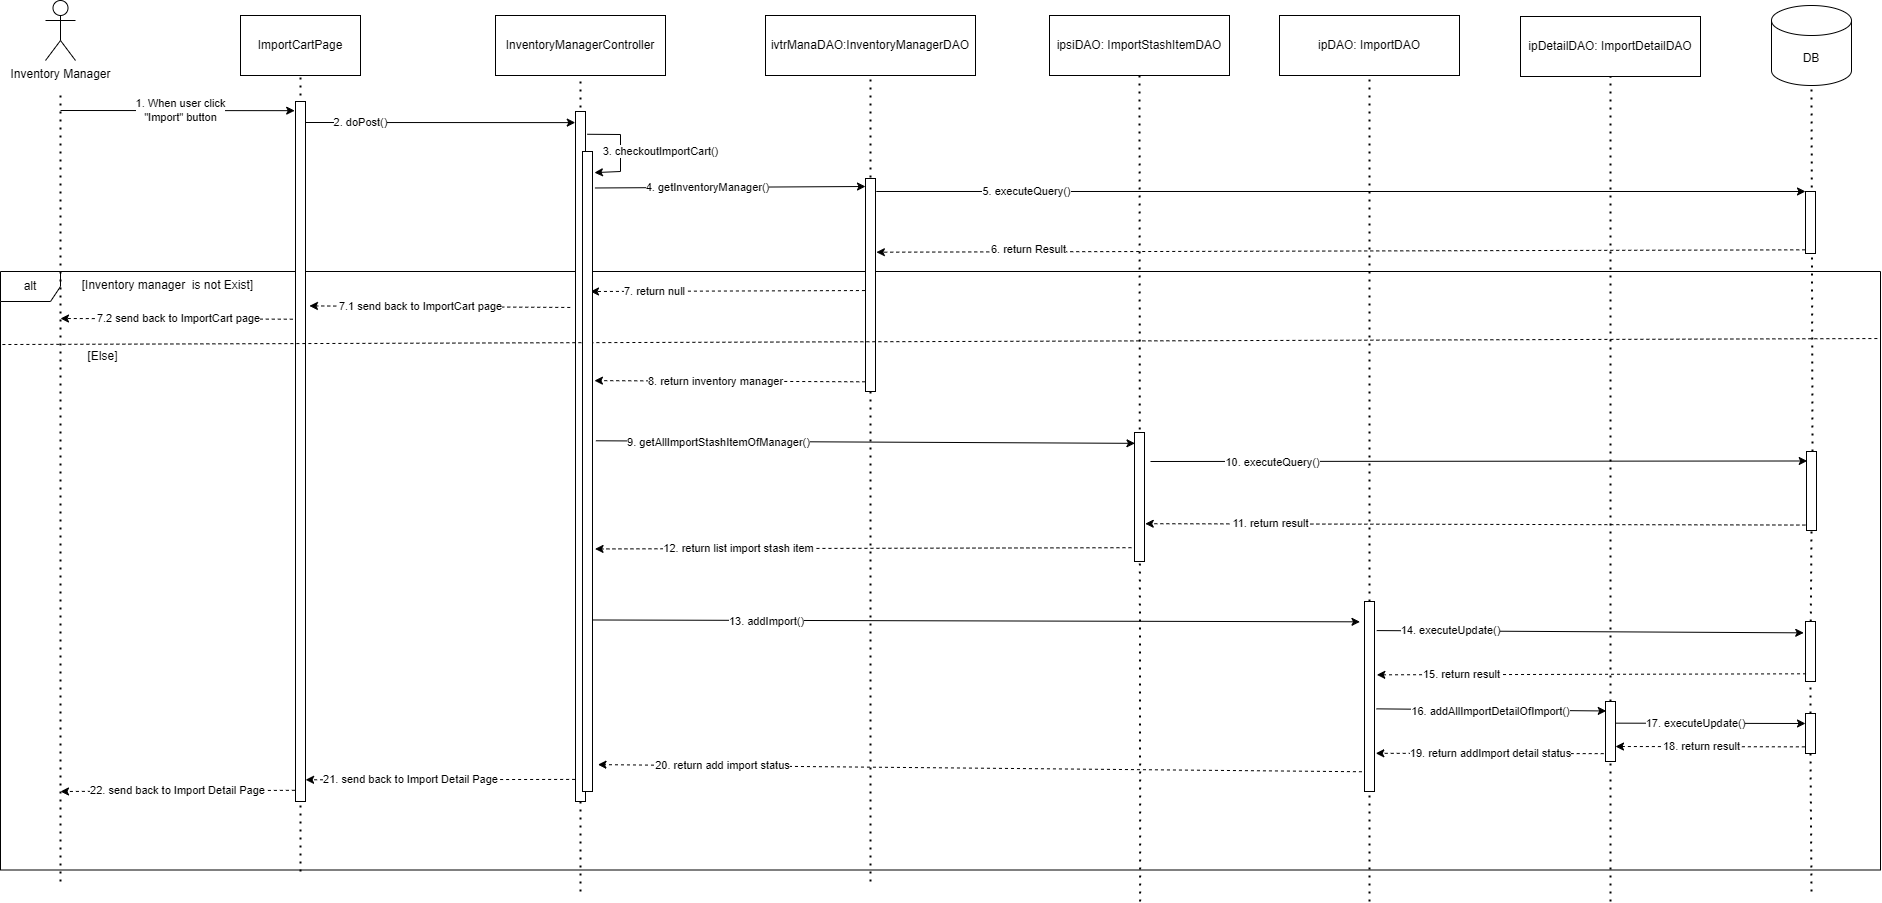 Inventory Manager
ImportCartPage
InventoryManagerController
ivtrManaDAO:InventoryManagerDAO
ipsiDAO: ImportStashItemDAO
ipDAO: ImportDAO
ipDetailDAO: ImportDetailDAO
DB
1. When user click
"Import" button
2. doPost()
3. checkoutImportCart()
4. getInventoryManager()
5. executeQuery()
6. return Result
alt
[Inventory manager  is not Exist]
7. return null
7.1 send back to ImportCart page
7.2 send back to ImportCart page
[Else]
8. return inventory manager
9. getAllImportStashItemOfManager()
10. executeQuery()
11. return result
12. return list import stash item
13. addImport()
14. executeUpdate()
15. return result
16. addAllImportDetailOfImport()
17. executeUpdate()
18. return result
19. return addImport detail status
20. return add import status
21. send back to Import Detail Page
22. send back to Import Detail Page